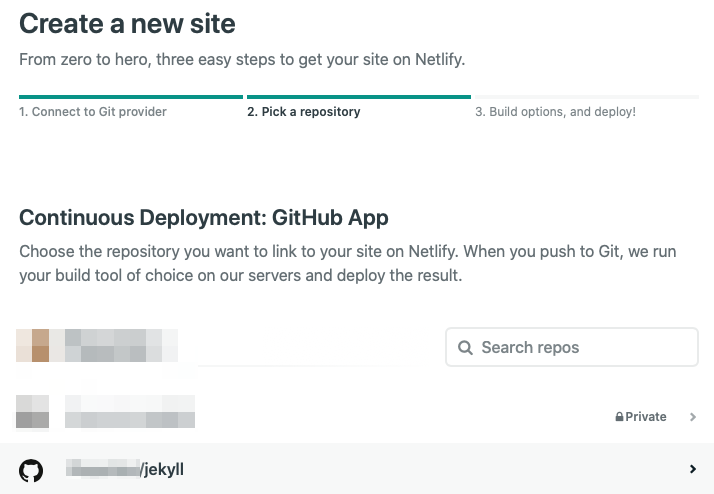 Create a new site
From zero to hero, three easy steps to get your site on Netlify.
1. Connect to Git provider
2. Pick a repository
3. Build options, and deploy!
Continuous Deployment: GitHub App
Choose the repository you want to link to your site on Netlify. When you push to Git, we run
your build tool of choice on our servers and deploy the result.
Search repos
Private
/jekyll